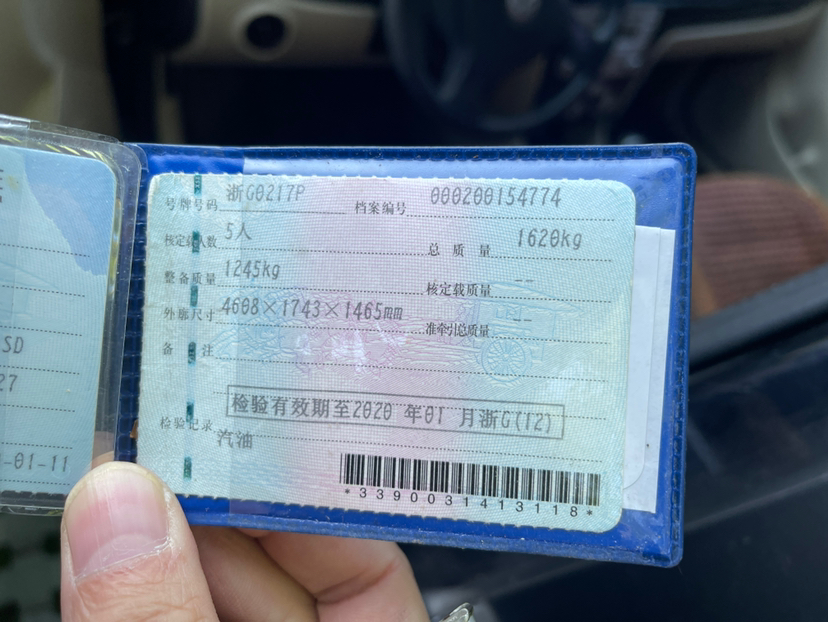 号牌号码 浙G0217P 档案编号 000200154774
核定载人数 5人 总质量 1620kg
整备质量 1245kg 核定载质量 --
外廓尺寸 4608×1743×1465mm 准牵引总质量 --
备注
检验有效期至2020 年01 月浙G(12)
检验记录 汽油
*3390031413118*
SD
27
-01-11